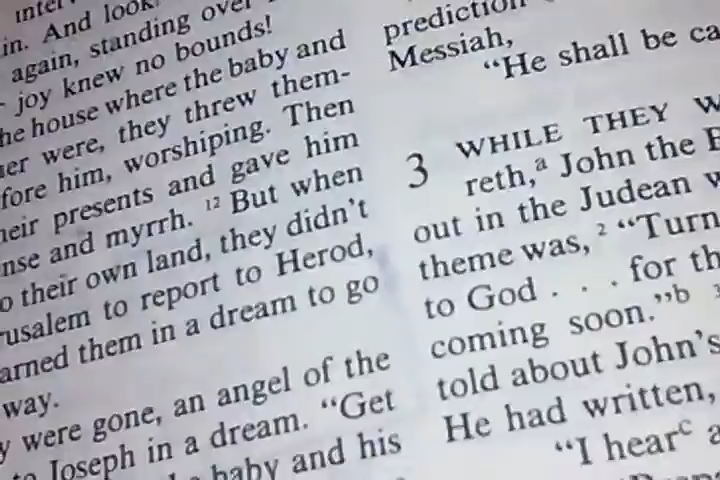 in. And look
again, standing over
joy knew no bounds!
he house where the baby and
er were, they threw them-
fore him, worshiping. Then
eir presents and gave him
nse and myrrh. 12 But when
o their own land, they didn't
rusalem to report to Herod,
arned them in a dream to go
way.
y were gone, an angel of the
to Joseph in a dream. “Get
baby and his
prediction
Messiah,
“He shall be ca
3 WHILE THEY W
reth,a John the B
out in the Judean w
theme was, 2 “Turn
to God . . . for th
coming soon.”b 3
told about John's
He had written,
“I hearc a